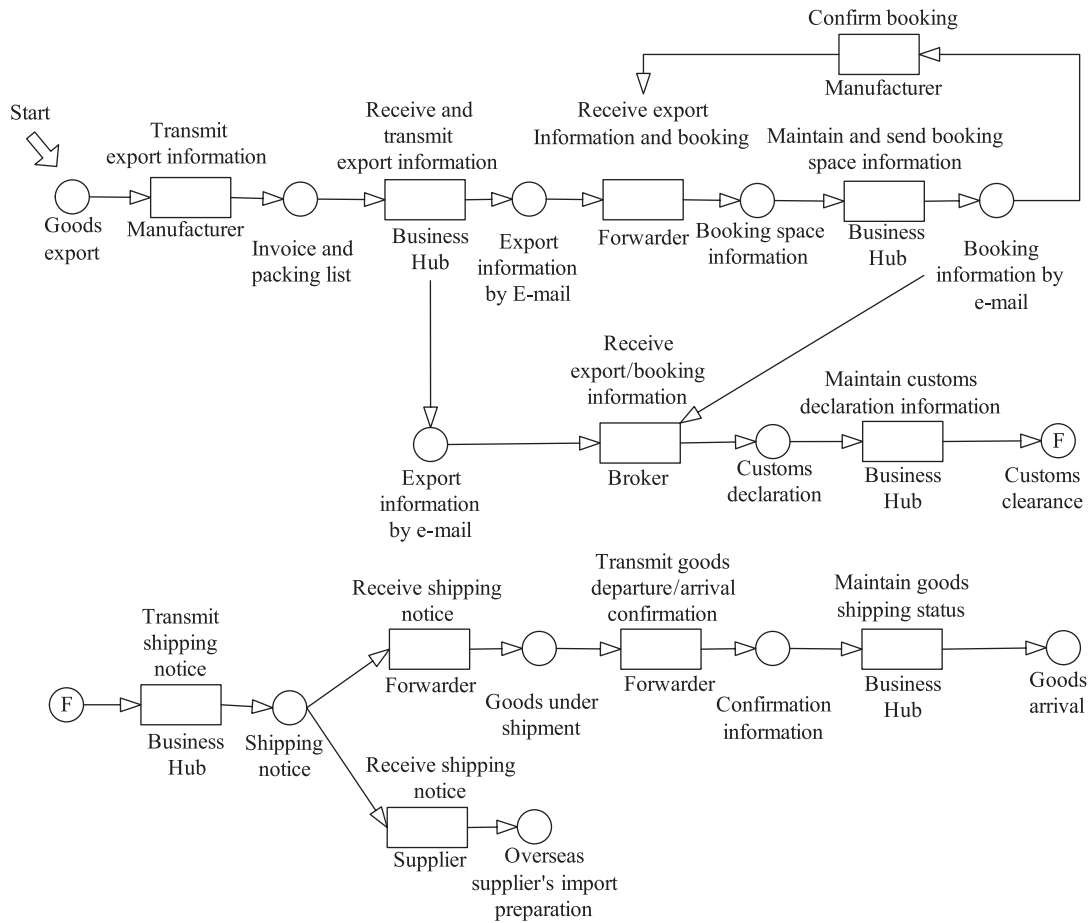 Confirm booking
Manufacturer
Start
Transmit
export information
Receive and
transmit
export information
Receive export
Information and booking
Maintain and send booking
space information
Goods
export
Manufacturer
Invoice and
packing list
Business
Hub
Export
information
by E-mail
Forwarder
Booking space
information
Business
Hub
Booking
information by
e-mail
Receive
export/booking
information
Maintain customs
declaration information
F
Export
information
by e-mail
Broker
Customs
declaration
Business
Hub
Customs
clearance
Transmit
shipping
notice
Receive shipping
notice
Transmit goods
departure/arrival
confirmation
Maintain goods
shipping status
F
Business
Hub
Shipping
notice
Forwarder
Goods under
shipment
Forwarder
Confirmation
information
Business
Hub
Goods
arrival
Receive shipping
notice
Supplier
Overseas
supplier's import
preparation